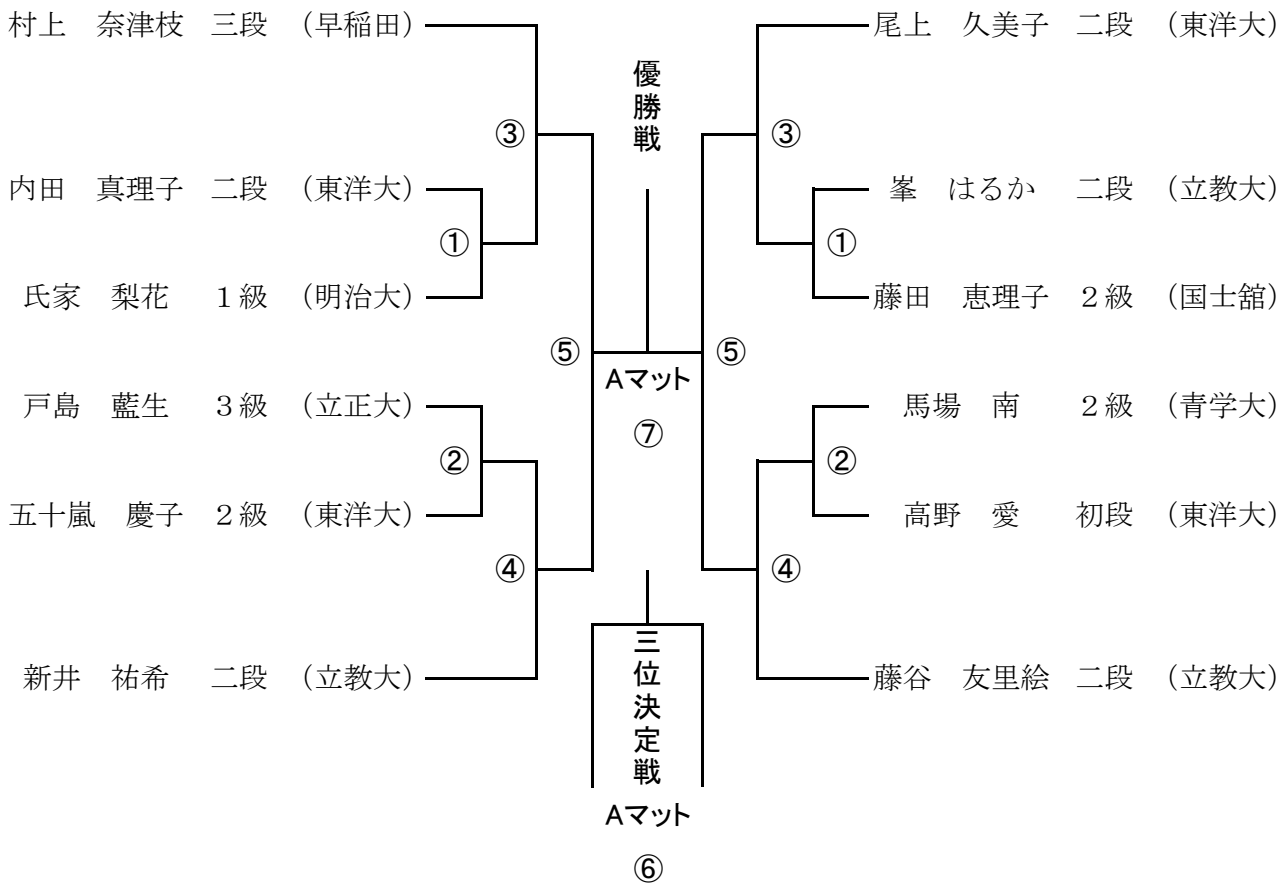 村上　奈津枝　三段　（早稲田）
内田　真理子　二段　（東洋大）
氏家　梨花　１級　（明治大）
戸島　藍生　３級　（立正大）
五十嵐　慶子　２級　（東洋大）
新井　祐希　二段　（立教大）
③
①
②
④
⑤
優勝戦
Aマット
⑦
三位決定戦
Aマット
⑥
尾上　久美子　二段　（東洋大）
峯　はるか　二段　（立教大）
藤田　恵理子　２級　（国士舘）
馬場　南　２級　（青学大）
高野　愛　初段　（東洋大）
藤谷　友里絵　二段　（立教大）
③
①
②
④
⑤